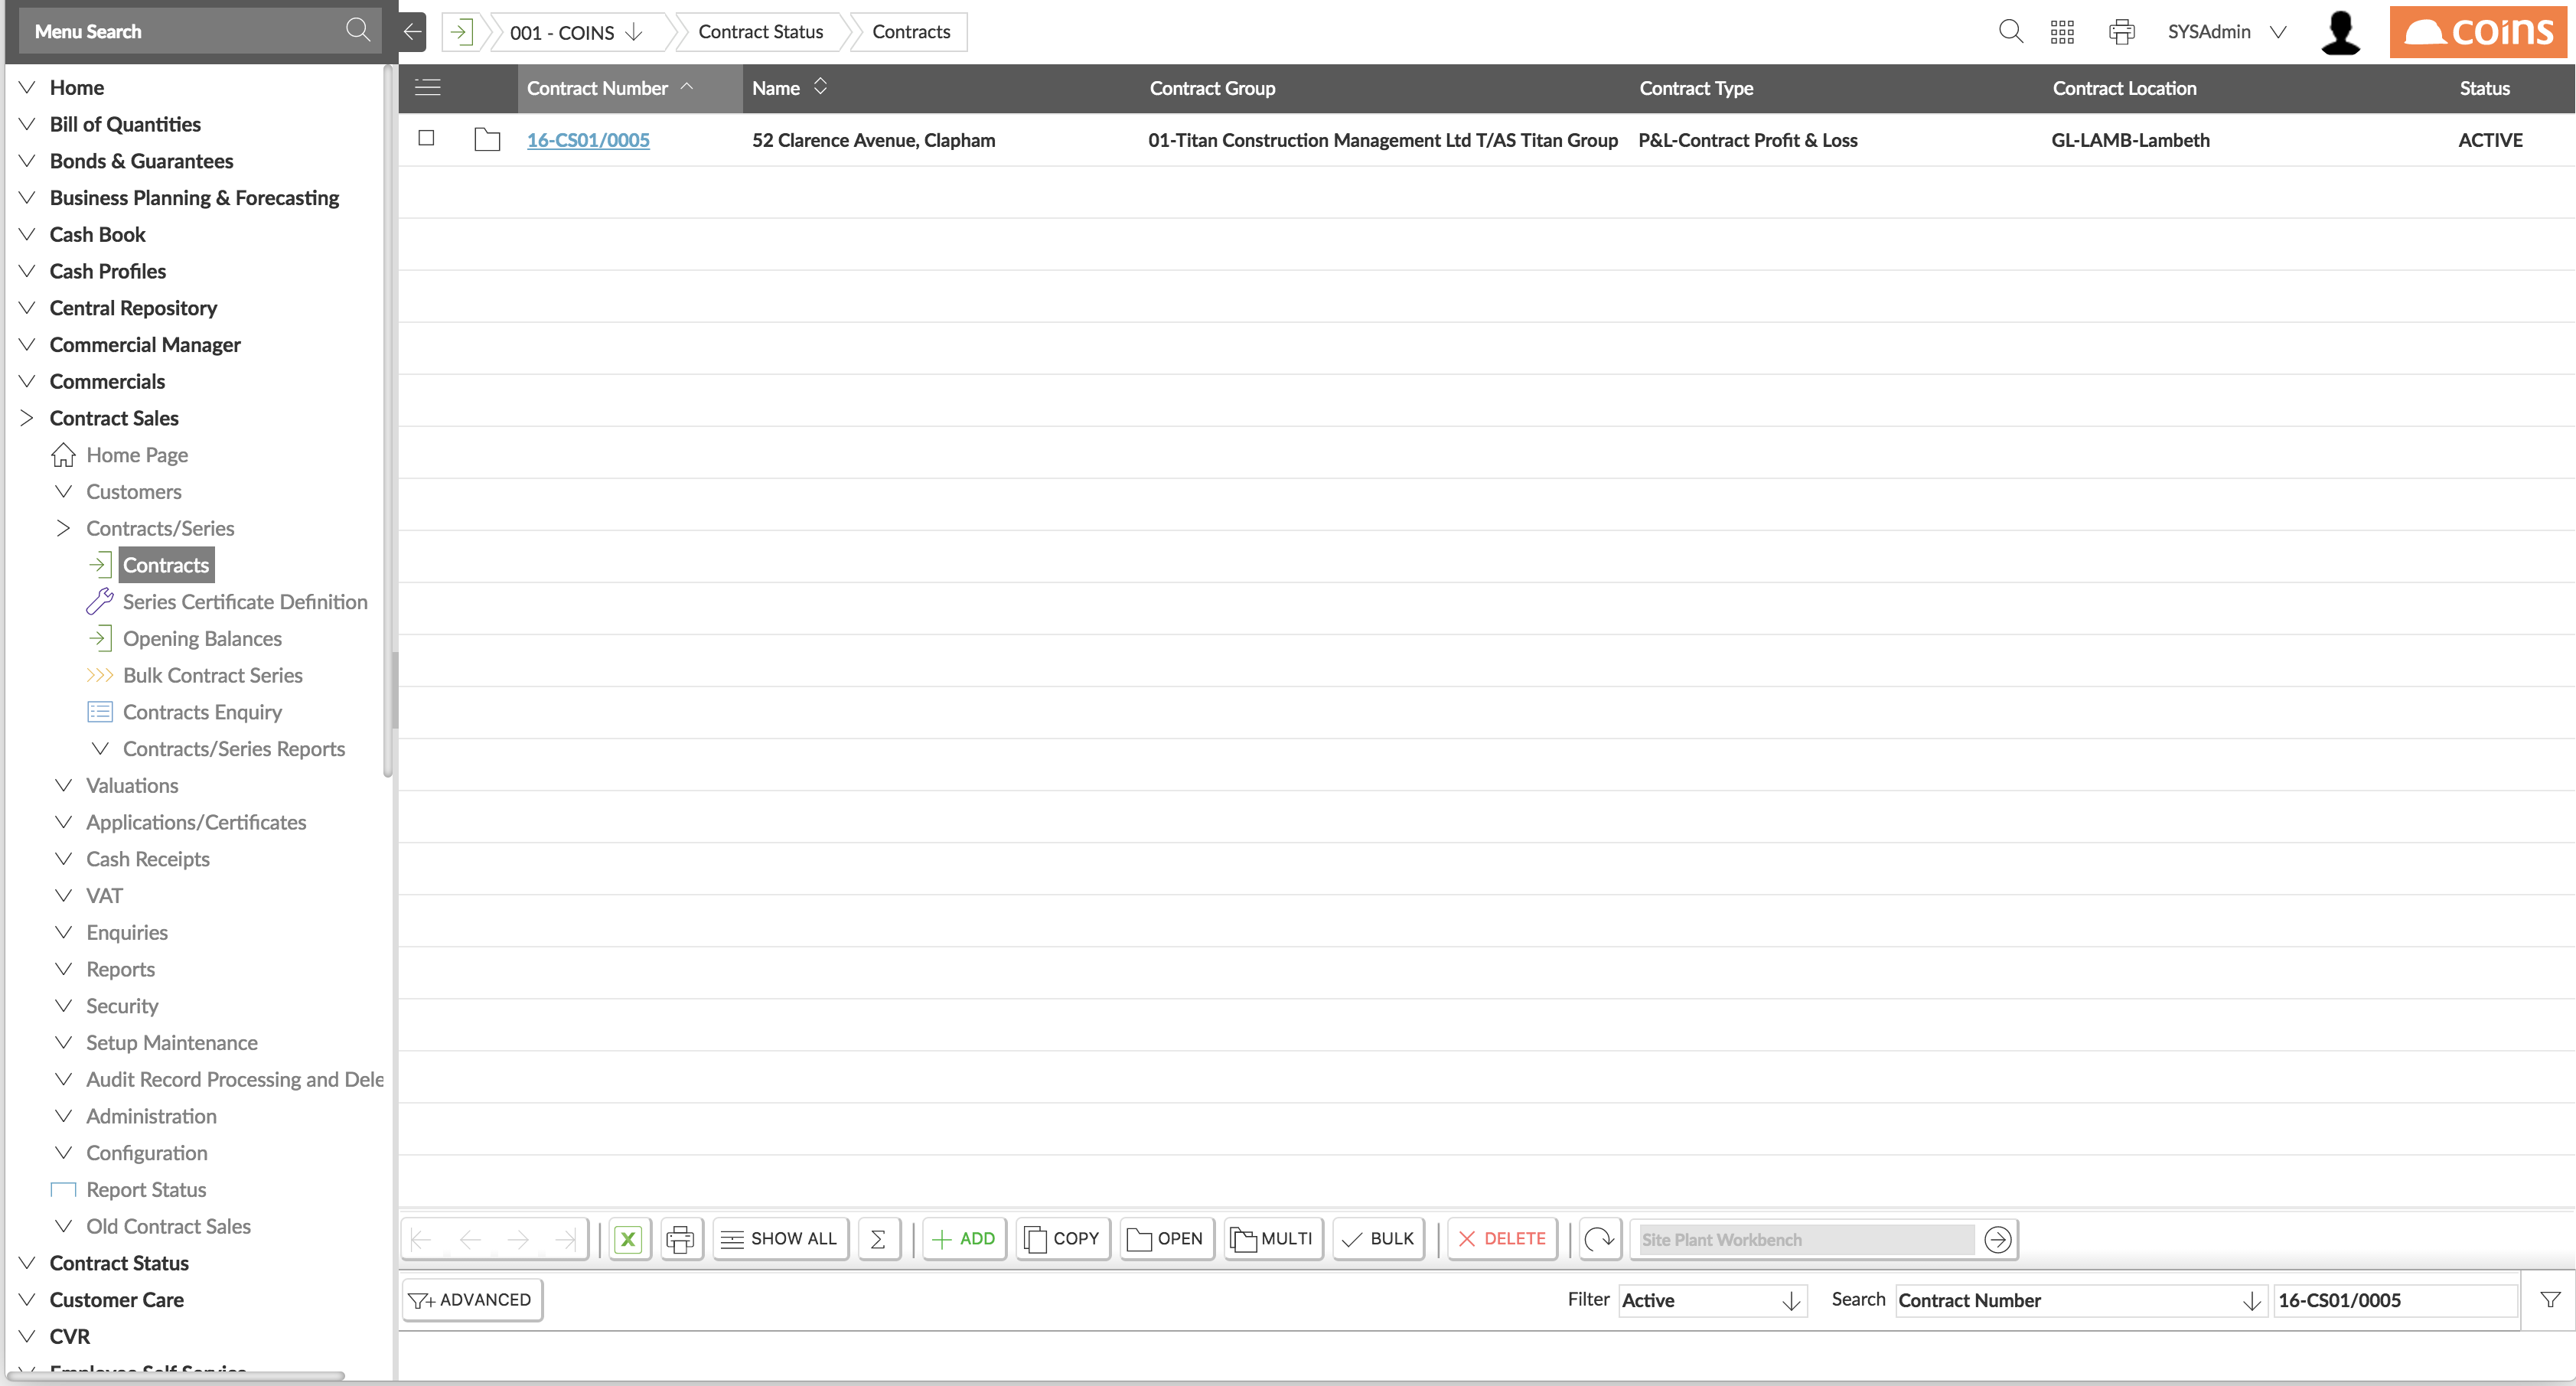 Menu Search
001 - COINS
Contract Status
Contracts
SYSAdmin
coins
Home
Bill of Quantities
Bonds & Guarantees
Business Planning & Forecasting
Cash Book
Cash Profiles
Central Repository
Commercial Manager
Commercials
Contract Sales
Home Page
Customers
Contracts/Series
Contracts
Series Certificate Definition
Opening Balances
Bulk Contract Series
Contracts Enquiry
Contracts/Series Reports
Valuations
Applications/Certificates
Cash Receipts
VAT
Enquiries
Reports
Security
Setup Maintenance
Audit Record Processing and Dele
Administration
Configuration
Report Status
Old Contract Sales
Contract Status
Customer Care
CVR
Employee Self Service
Contract Number Name Contract Group Contract Type Contract Location Status
16-CS01/0005 52 Clarence Avenue, Clapham 01-Titan Construction Management Ltd T/AS Titan Group P&L-Contract Profit & Loss GL-LAMB-Lambeth ACTIVE
SHOW ALL Σ ADD COPY OPEN MULTI BULK DELETE Site Plant Workbench
ADVANCED Filter Active Search Contract Number 16-CS01/0005